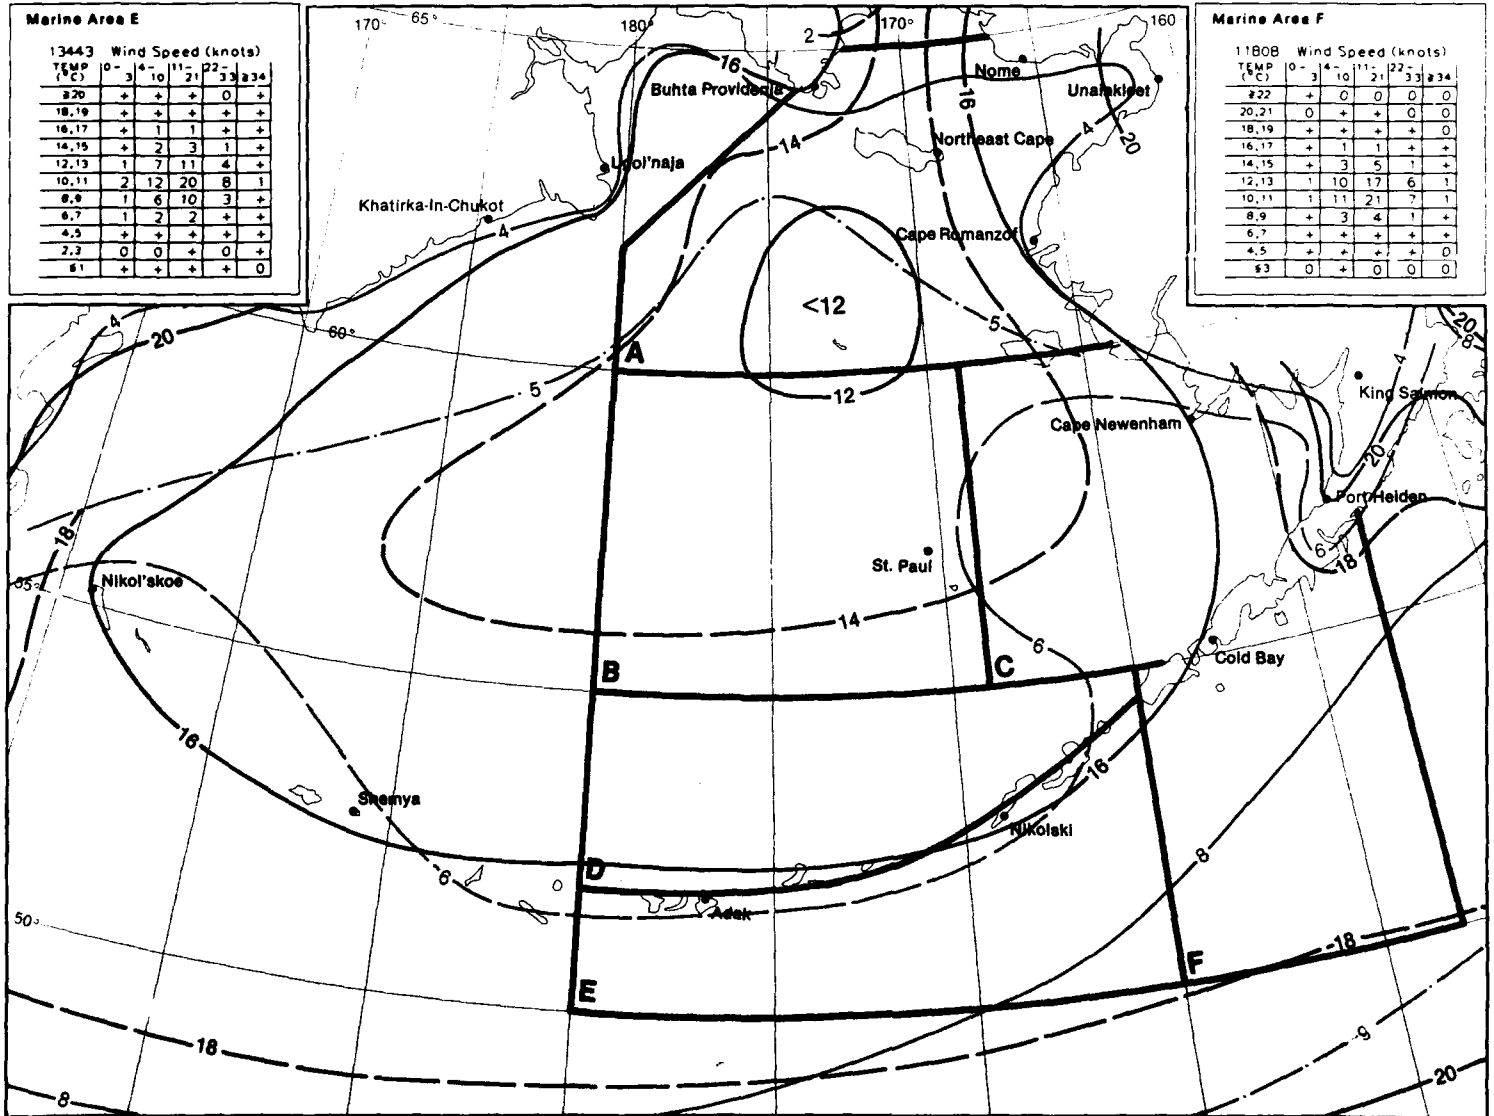 Marine Area E
13443 Wind Speed (knots)
TEMP 0- 4- 11- 22-
(°C) 3 10 21 33 ≥34
≥20 + + + 0 +
18,19 + + + + +
16,17 + 1 1 + +
14,15 + 2 3 1 +
12,13 1 7 11 4 +
10,11 2 12 20 8 1
8,9 1 6 10 3 +
6,7 1 2 2 + +
4,5 + + + + +
2,3 0 0 + 0 +
≤1 + + + + 0
Marine Area F
11808 Wind Speed (knots)
TEMP 0- 4- 11- 22-
(°C) 3 10 21 33 ≥34
≥22 + 0 0 0 0
20,21 0 + + 0 0
18,19 + + + + 0
16,17 + 1 1 + +
14,15 + 3 5 1 +
12,13 1 10 17 6 1
10,11 1 11 21 7 1
8,9 + 3 4 1 +
6,7 + + + + +
4,5 + + + + 0
≤3 0 + 0 0 0
170° 65° 180° 170° 160
2
16
Buhta Providenja
Nome
Unalakleet
16
4
20
14
Northeast Cape
Ugol'naja
Khatirka-In-Chukot
4
Cape Romanzof
<12
4
20
60°
5
20
8
A
4
5
12
King Salmon
Cape Newenham
20
Port Heiden
18
6
18
St. Paul
55°
Nikol'skoe
14
6
Cold Bay
B
C
16
16
Shemya
Nikolski
8
D
6
Adak
50°
18
F
E
18
9
20
8